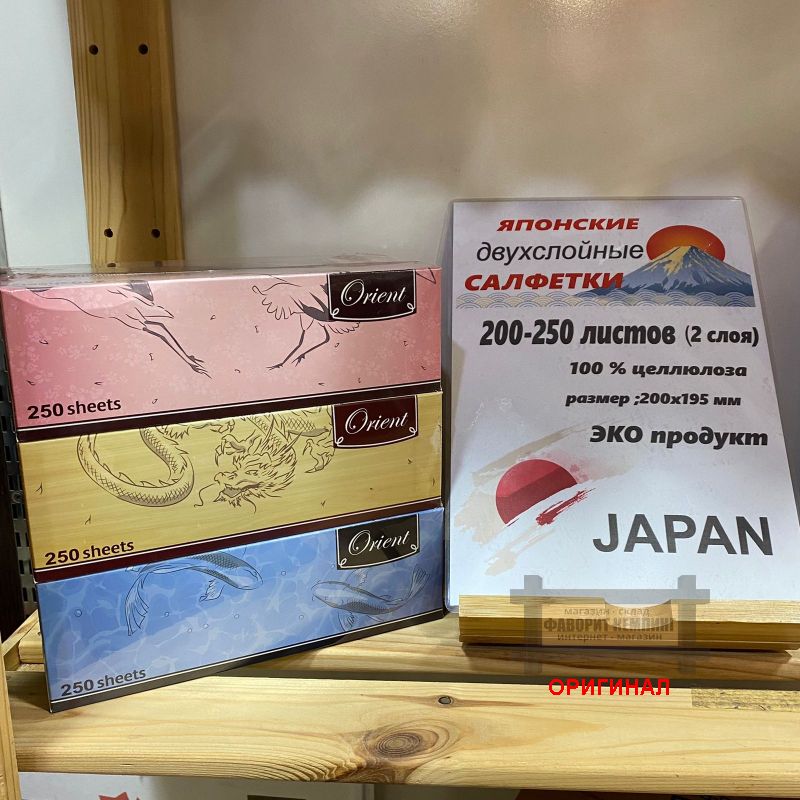 Orient
250 sheets
Orient
250 sheets
Orient
250 sheets
ЯПОНСКИЕ
двухслойные
САЛФЕТКИ
200-250 листов (2 слоя)
100 % целлюлоза
размер ;200х195 мм
ЭКО продукт
JAPAN
магазин - склад
ФАВОРИТ КЕМПИНГ
интернет - магазин
ОРИГИНАЛ